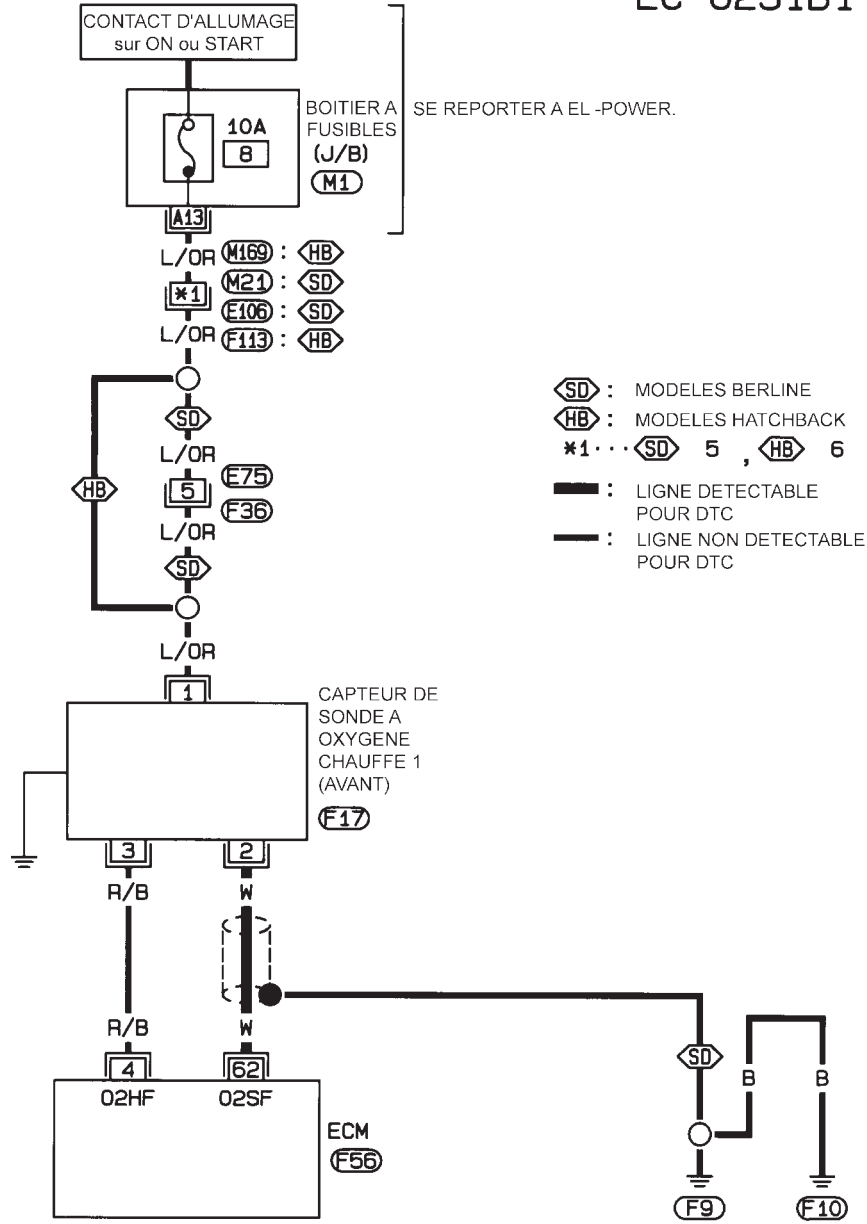 EC-O2S1B1
CONTACT D'ALLUMAGE
sur ON ou START
BOITIER A
FUSIBLES
(J/B)
M1
SE REPORTER A EL -POWER.
10A
8
A13
L/OR
M169 : HB
*1
M21 : SD
E106 : SD
L/OR
F113 : HB
SD
L/OR
HB
5
E75
F36
L/OR
SD
L/OR
SD : MODELES BERLINE
HB : MODELES HATCHBACK
*1··· SD 5 , HB 6
: LIGNE DETECTABLE
POUR DTC
: LIGNE NON DETECTABLE
POUR DTC
1
CAPTEUR DE
SONDE A
OXYGENE
CHAUFFE 1
(AVANT)
F17
3
2
R/B
W
R/B
W
4
62
O2HF
O2SF
ECM
F56
SD
B
B
F9
F10